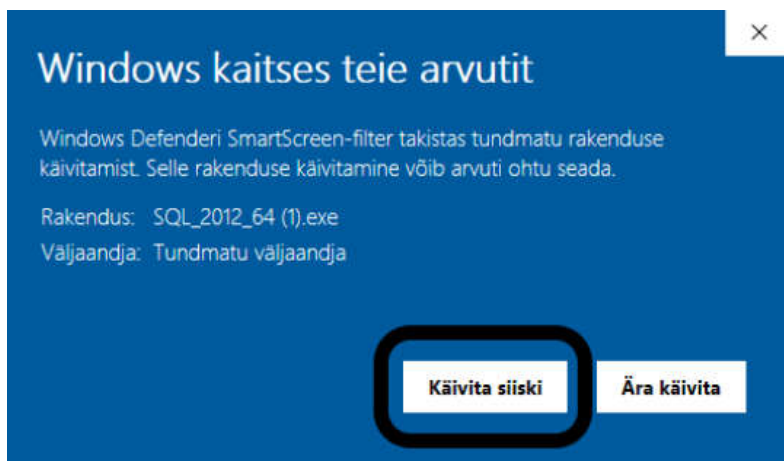 Windows kaitses teie arvutit
Windows Defenderi SmartScreen-filter takistas tundmatu rakenduse
käivitamist. Selle rakenduse käivitamine võib arvuti ohtu seada.
Rakendus: SQL_2012_64 (1).exe
Väljaandja: Tundmatu väljaandja
Käivita siiski Ära käivita